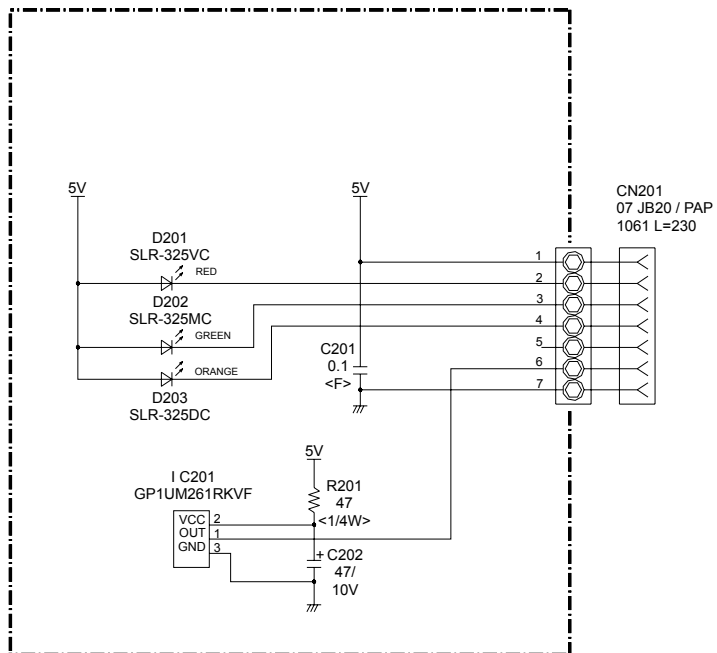 5V
5V
CN201
07 JB20 / PAP
1061 L=230
D201
SLR-325VC
RED
D202
SLR-325MC
GREEN
ORANGE
D203
SLR-325DC
C201
0.1
<F>
1
2
3
4
5
6
7
5V
I C201
GP1UM261RKVF
R201
47
<1/4W>
VCC 2
OUT 1
GND 3
+ C202
47/
10V